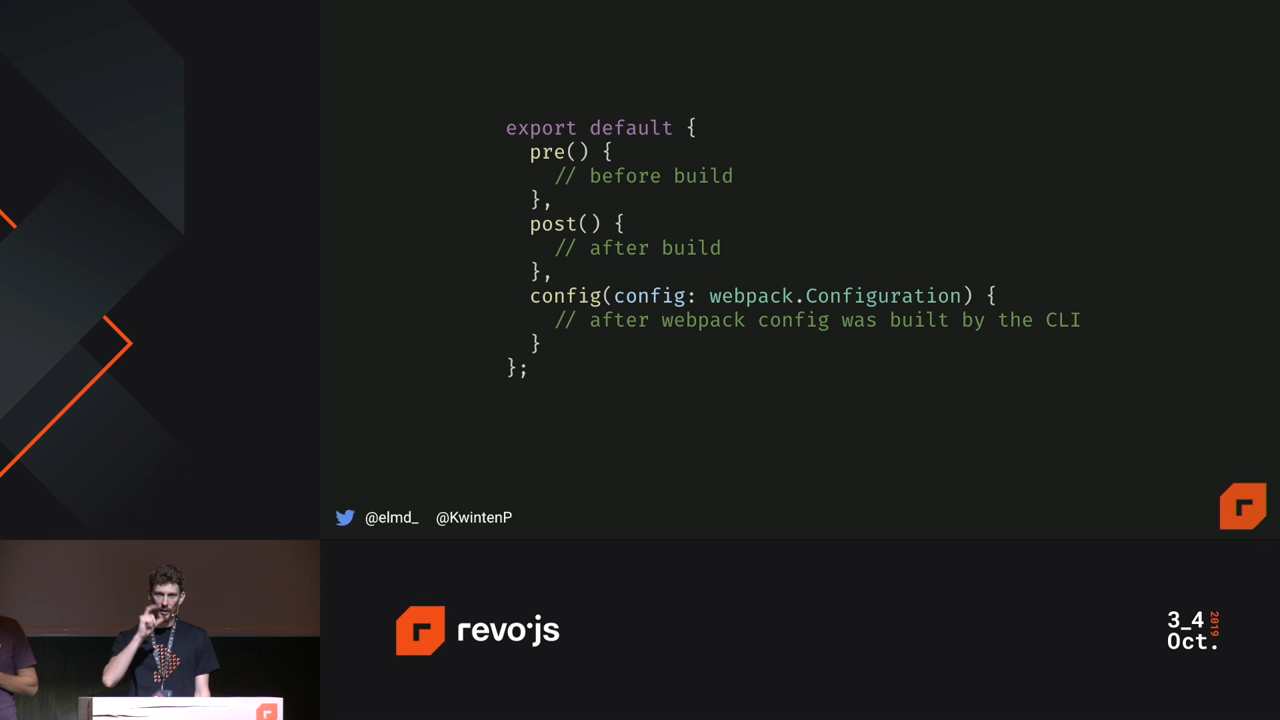 export default {
  pre() {
    // before build
  },
  post() {
    // after build
  },
  config(config: webpack.Configuration) {
    // after webpack config was built by the CLI
  }
};
@elmd_ @KwintenP
revo·js
3_4 2019
Oct.